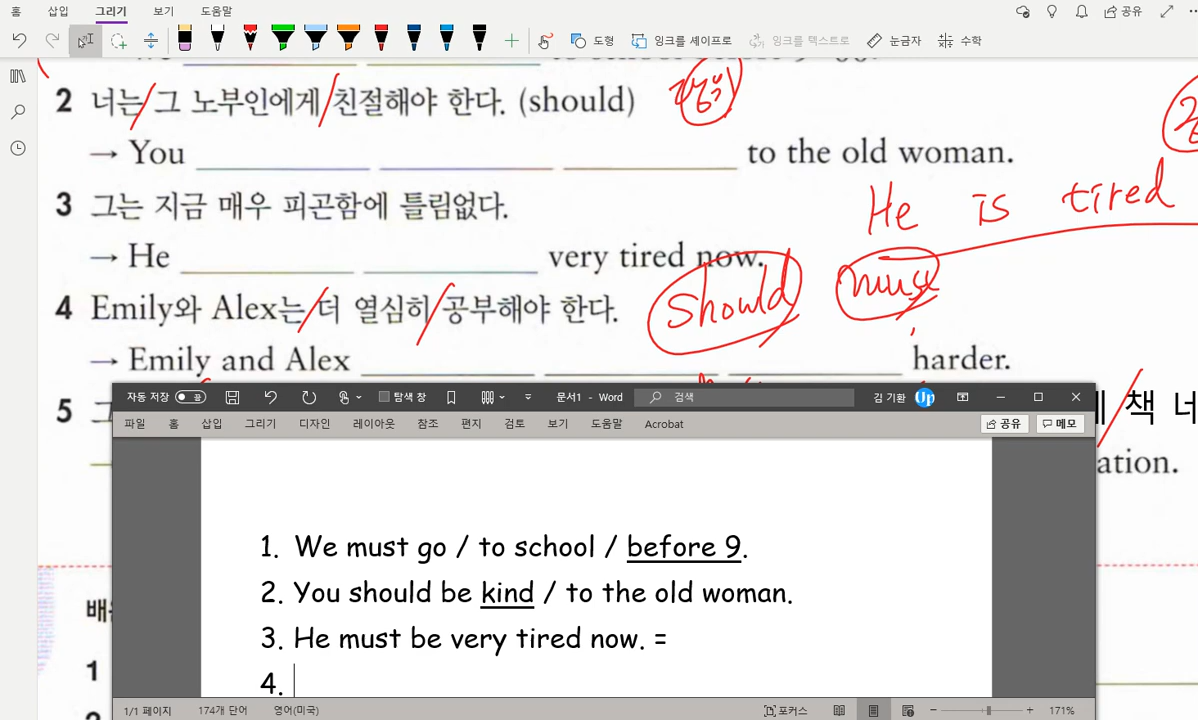 홈 삽입 그리기 보기 도움말 공유
도형 잉크를 셰이프로 잉크를 텍스트로 눈금자 수학
2 너는/그 노부인에게/친절해야 한다. (should)
→ You to the old woman.
3 그는 지금 매우 피곤함에 틀림없다.
He is tired
→ He very tired now.
should must
4 Emily와 Alex는/더 열심히/공부해야 한다.
→ Emily and Alex harder.
자동 저장 끔 탐색 창 문서1 - Word 검색 김 기환 Up
5 책
파일 홈 삽입 그리기 디자인 레이아웃 참조 편지 검토 보기 도움말 Acrobat 공유 메모
ation.
1. We must go / to school / before 9.
2. You should be kind / to the old woman.
3. He must be very tired now. =
4.
1
1/1 페이지 174개 단어 영어(미국) 포커스 171%